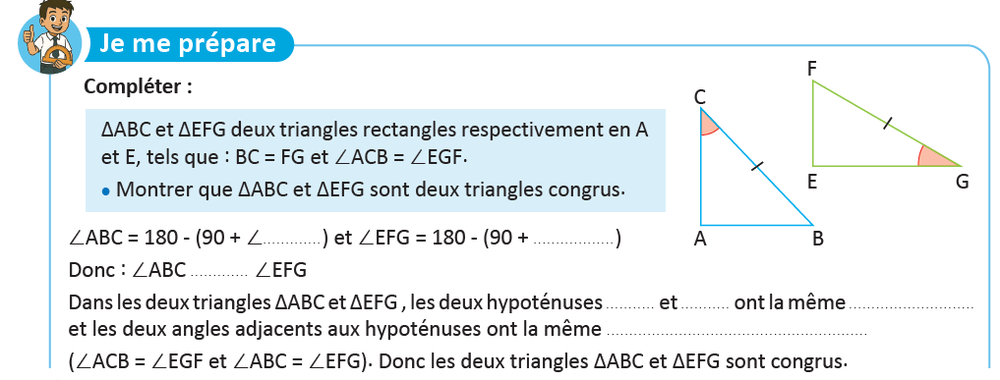 Je me prépare
Compléter :
ΔABC et ΔEFG deux triangles rectangles respectivement en A
et E, tels que : BC = FG et ∠ACB = ∠EGF.
• Montrer que ΔABC et ΔEFG sont deux triangles congrus.
C
F
E
G
A
B
∠ABC = 180 - (90 + ∠.............) et ∠EFG = 180 - (90 + ..................)
Donc : ∠ABC ............. ∠EFG
Dans les deux triangles ΔABC et ΔEFG , les deux hypoténuses ........... et ........... ont la même ............................
et les deux angles adjacents aux hypoténuses ont la même ..........................................................
(∠ACB = ∠EGF et ∠ABC = ∠EFG). Donc les deux triangles ΔABC et ΔEFG sont congrus.